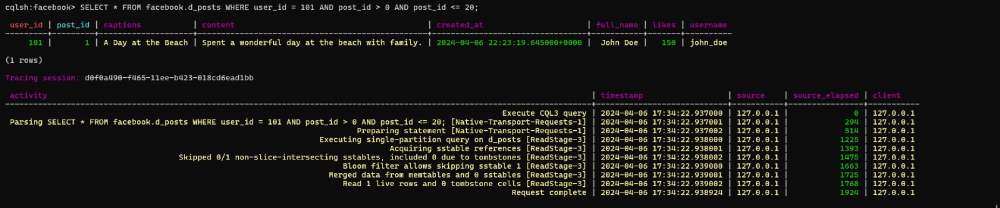 cqlsh:facebook> SELECT * FROM facebook.d_posts WHERE user_id = 101 AND post_id > 0 AND post_id <= 20;
user_id | post_id | captions | content | created_at | full_name | likes | username
101 | 1 | A Day at the Beach | Spent a wonderful day at the beach with family. | 2024-04-06 22:23:19.645000+0000 | John Doe | 150 | john_doe
(1 rows)
Tracing session: d0f0a490-f465-11ee-b423-018cd6ead1bb
activity | timestamp | source | source_elapsed | client
Execute CQL3 query | 2024-04-06 17:34:22.937000 | 127.0.0.1 | 0 | 127.0.0.1
Parsing SELECT * FROM facebook.d_posts WHERE user_id = 101 AND post_id > 0 AND post_id <= 20; [Native-Transport-Requests-1] | 2024-04-06 17:34:22.937001 | 127.0.0.1 | 294 | 127.0.0.1
Preparing statement [Native-Transport-Requests-1] | 2024-04-06 17:34:22.937002 | 127.0.0.1 | 514 | 127.0.0.1
Executing single-partition query on d_posts [ReadStage-3] | 2024-04-06 17:34:22.938000 | 127.0.0.1 | 1225 | 127.0.0.1
Acquiring sstable references [ReadStage-3] | 2024-04-06 17:34:22.938001 | 127.0.0.1 | 1393 | 127.0.0.1
Skipped 0/1 non-slice-intersecting sstables, included 0 due to tombstones [ReadStage-3] | 2024-04-06 17:34:22.938002 | 127.0.0.1 | 1475 | 127.0.0.1
Bloom filter allows skipping sstable 1 [ReadStage-3] | 2024-04-06 17:34:22.939000 | 127.0.0.1 | 1663 | 127.0.0.1
Merged data from memtables and 0 sstables [ReadStage-3] | 2024-04-06 17:34:22.939001 | 127.0.0.1 | 1725 | 127.0.0.1
Read 1 live rows and 0 tombstone cells [ReadStage-3] | 2024-04-06 17:34:22.939002 | 127.0.0.1 | 1768 | 127.0.0.1
Request complete | 2024-04-06 17:34:22.938924 | 127.0.0.1 | 1924 | 127.0.0.1